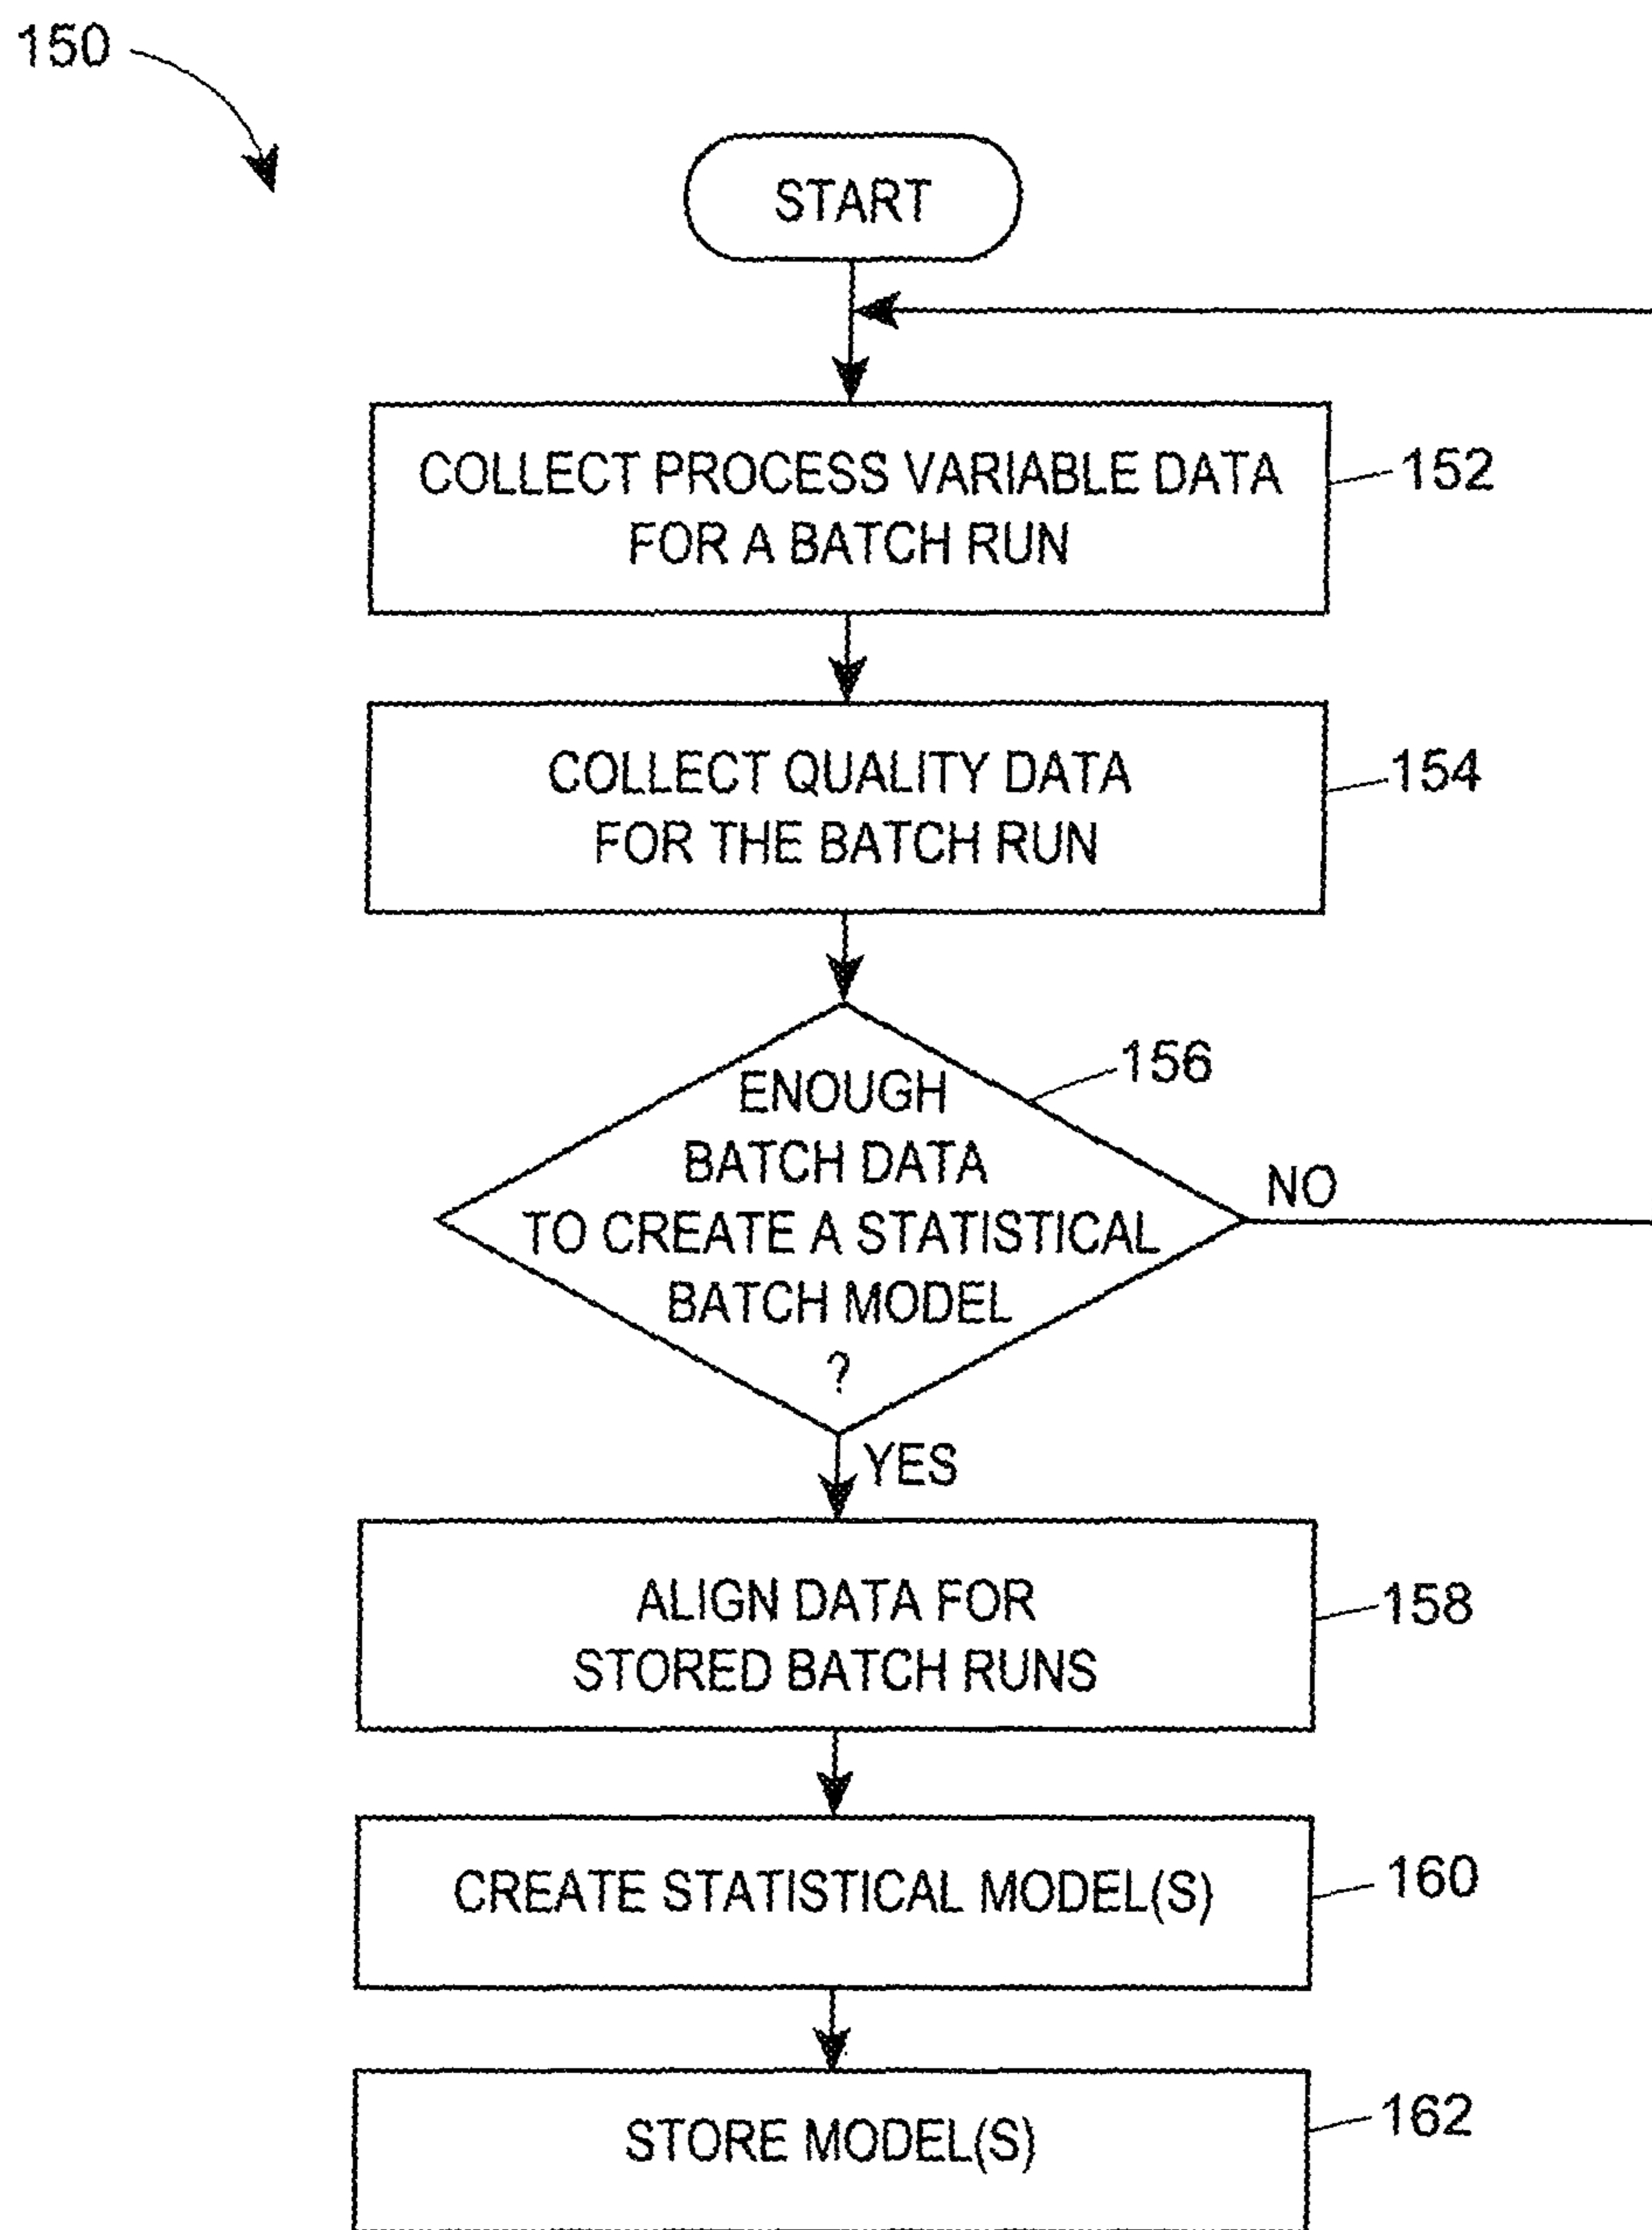 150
START
COLLECT PROCESS VARIABLE DATA
FOR A BATCH RUN
152
COLLECT QUALITY DATA
FOR THE BATCH RUN
154
ENOUGH
BATCH DATA
TO CREATE A STATISTICAL
BATCH MODEL
?
156
NO
YES
ALIGN DATA FOR
STORED BATCH RUNS
158
CREATE STATISTICAL MODEL(S)
160
STORE MODEL(S)
162